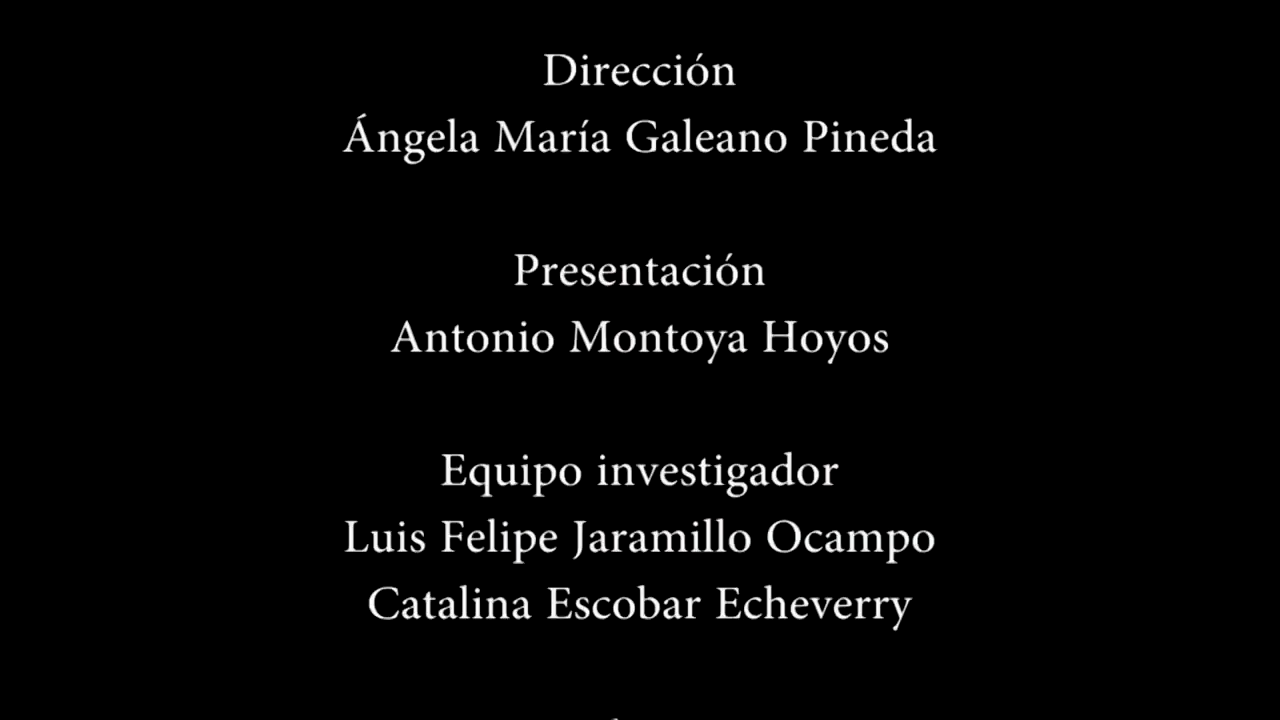 Dirección
Ángela María Galeano Pineda
Presentación
Antonio Montoya Hoyos
Equipo investigador
Luis Felipe Jaramillo Ocampo
Catalina Escobar Echeverry